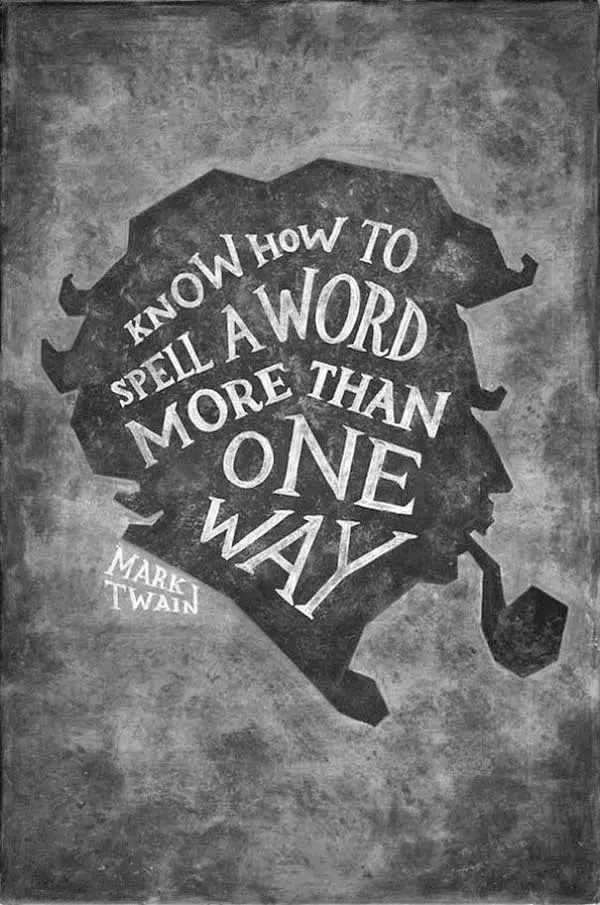 KNOW HOW TO
SPELL A WORD
MORE THAN
ONE
WAY
MARK
TWAIN